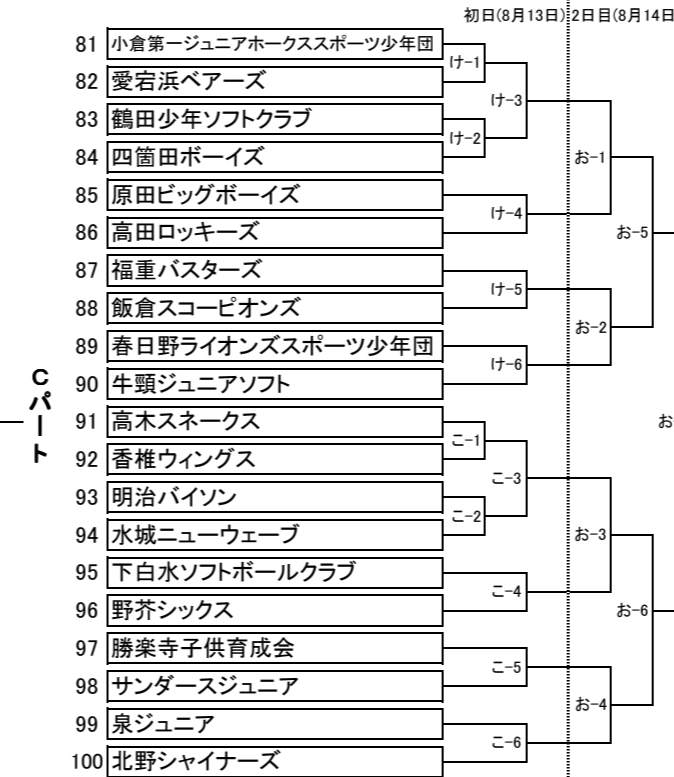 初日(8月13日) 2日目(8月14日
81 小倉第一ジュニアホークススポーツ少年団
け-1
82 愛宕浜ベアーズ
け-3
83 鶴田少年ソフトクラブ
け-2
84 四箇田ボーイズ
お-1
85 原田ビッグボーイズ
け-4
86 高田ロッキーズ
お-5
87 福重バスターズ
け-5
88 飯倉スコーピオンズ
お-2
89 春日野ライオンズスポーツ少年団
け-6
90 牛頸ジュニアソフト
Cパート
91 高木スネークス
お-
こ-1
92 香椎ウィングス
こ-3
93 明治バイソン
こ-2
94 水城ニューウェーブ
お-3
95 下白水ソフトボールクラブ
こ-4
96 野芥シックス
お-6
97 勝楽寺子供育成会
こ-5
98 サンダースジュニア
お-4
99 泉ジュニア
こ-6
100 北野シャイナーズ